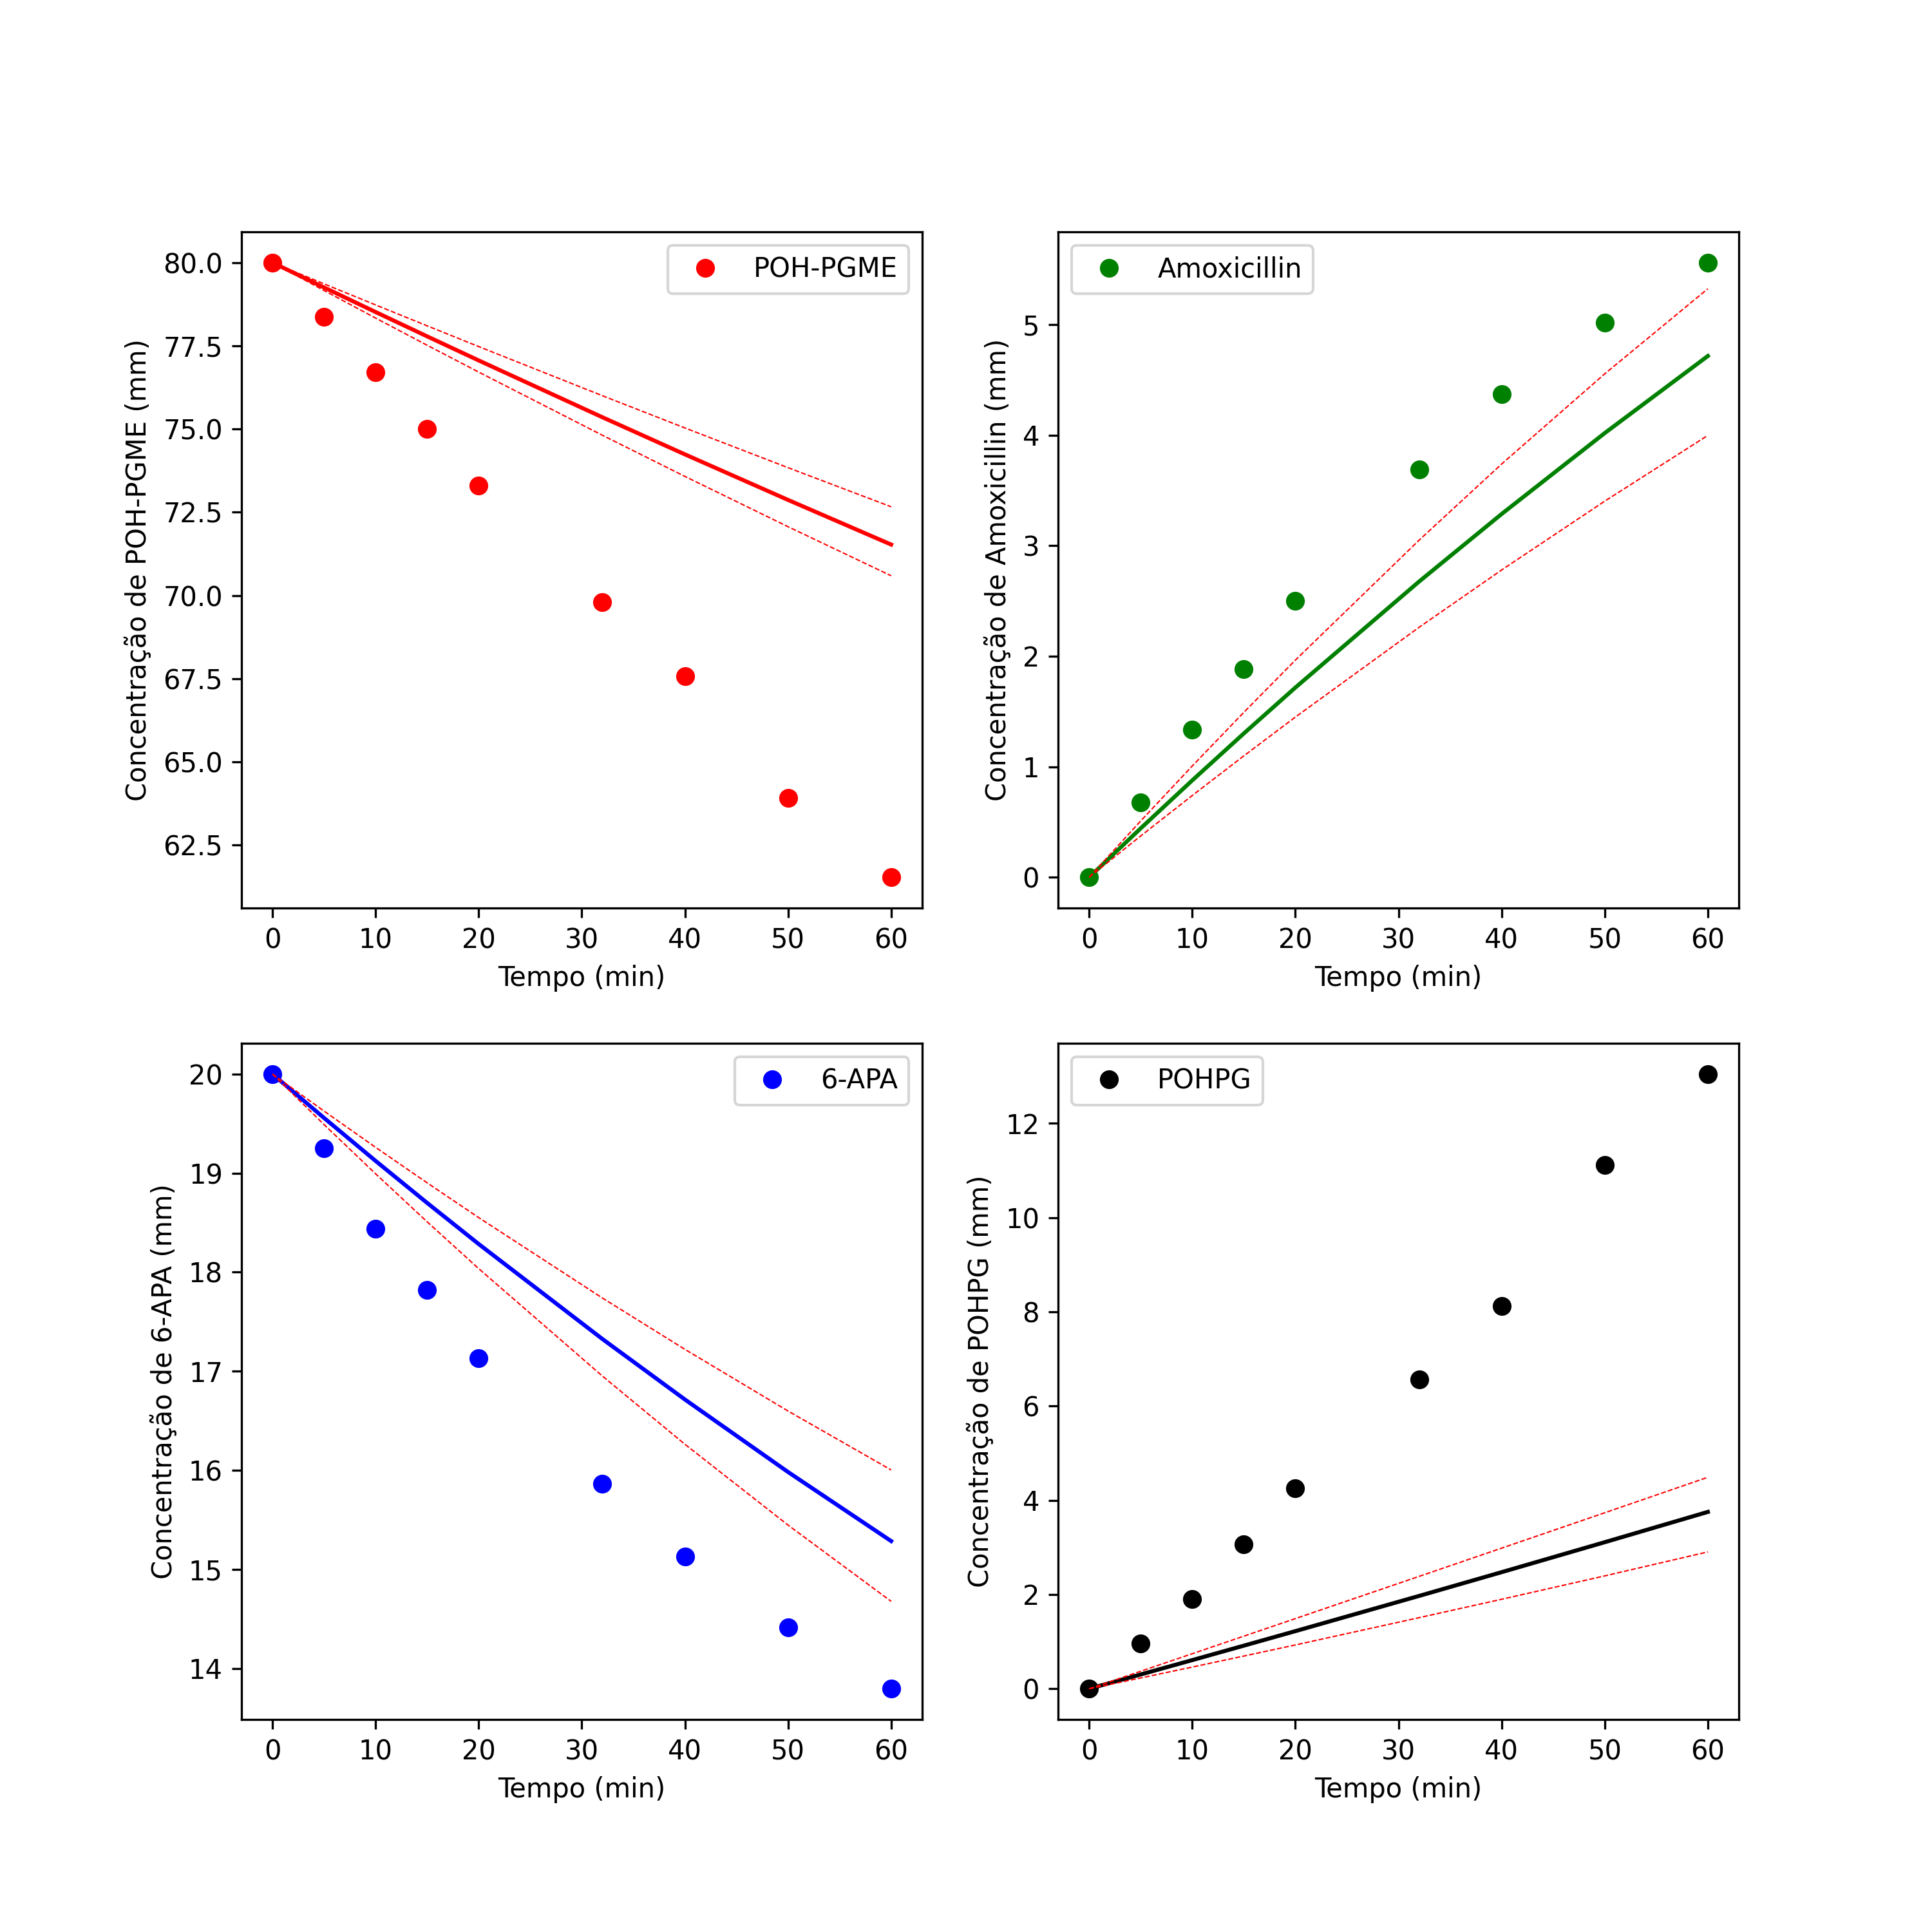 Concentração de POH-PGME (mm)
80.0
77.5
75.0
72.5
70.0
67.5
65.0
62.5
POH-PGME
0 10 20 30 40 50 60
Tempo (min)
Concentração de Amoxicillin (mm)
5
4
3
2
1
0
Amoxicillin
0 10 20 30 40 50 60
Tempo (min)
Concentração de 6-APA (mm)
20
19
18
17
16
15
14
6-APA
0 10 20 30 40 50 60
Tempo (min)
Concentração de POHPG (mm)
12
10
8
6
4
2
0
POHPG
0 10 20 30 40 50 60
Tempo (min)